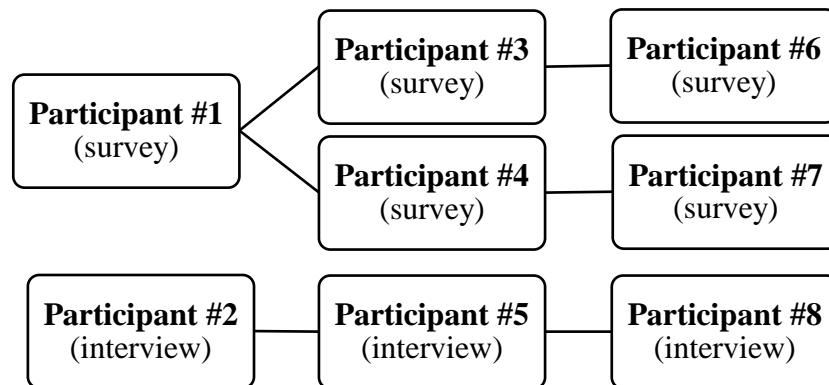 Participant #3
(survey)
Participant #6
(survey)
Participant #1
(survey)
Participant #4
(survey)
Participant #7
(survey)
Participant #2
(interview)
Participant #5
(interview)
Participant #8
(interview)